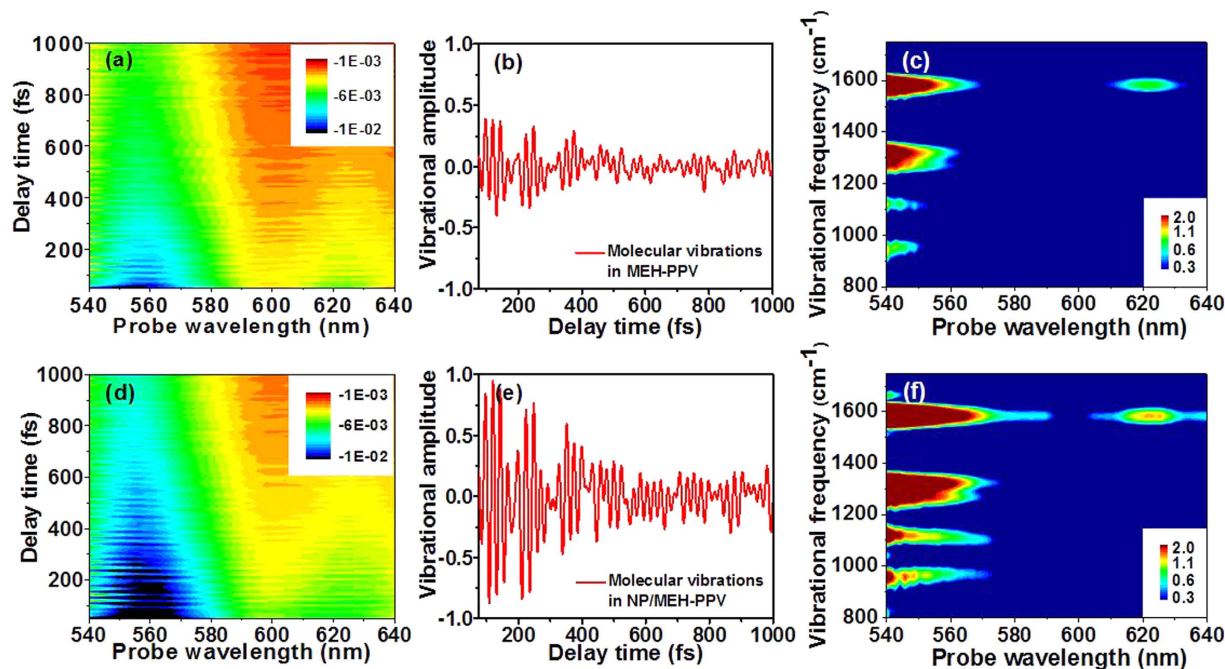 (a)
Delay time (fs)
1000
800
600
400
200
-1E-03
-6E-03
-1E-02
540 560 580 600 620 640
Probe wavelength (nm)
(b)
Vibrational amplitude
1.0
0.5
0.0
-0.5
-1.0
Molecular vibrations
in MEH-PPV
200 400 600 800 1000
Delay time (fs)
(c)
Vibrational frequency (cm-1)
1600
1400
1200
1000
800
2.0
1.1
0.6
0.3
540 560 580 600 620 640
Probe wavelength (nm)
(d)
Delay time (fs)
1000
800
600
400
200
-1E-03
-6E-03
-1E-02
540 560 580 600 620 640
Probe wavelength (nm)
(e)
Vibrational amplitude
1.0
0.5
0.0
-0.5
-1.0
Molecular vibrations
in NP/MEH-PPV
200 400 600 800 1000
Delay time (fs)
(f)
Vibrational frequency (cm-1)
1600
1400
1200
1000
800
2.0
1.1
0.6
0.3
540 560 580 600 620 640
Probe wavelength (nm)